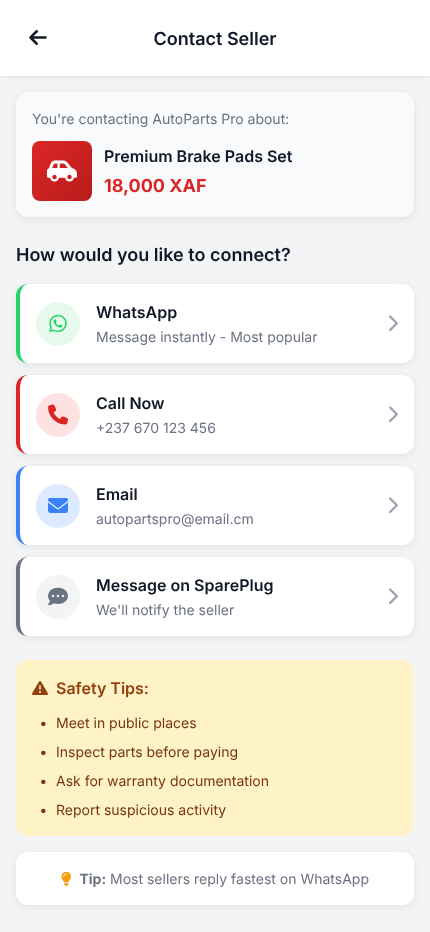 Contact Seller
You're contacting AutoParts Pro about:
Premium Brake Pads Set
18,000 XAF
How would you like to connect?
WhatsApp
Message instantly - Most popular
Call Now
+237 670 123 456
Email
autopartspro@email.cm
Message on SparePlug
We'll notify the seller
Safety Tips:
• Meet in public places
• Inspect parts before paying
• Ask for warranty documentation
• Report suspicious activity
Tip: Most sellers reply fastest on WhatsApp